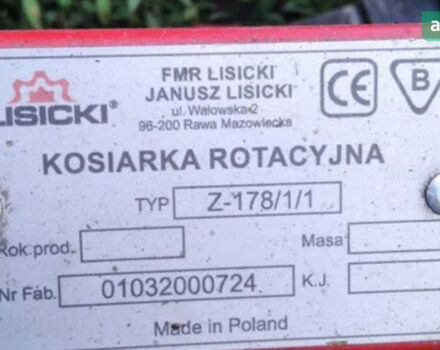 FMR LISICKI
JANUSZ LISICKI
ul. Wałowska 2
96-200 Rawa Mazowiecka
LISICKI®
CE
B
KOSIARKA ROTACYJNA
TYP Z-178/1/1
Rok prod. Masa
Nr Fab. 01032000724 K.J.
Made in Poland